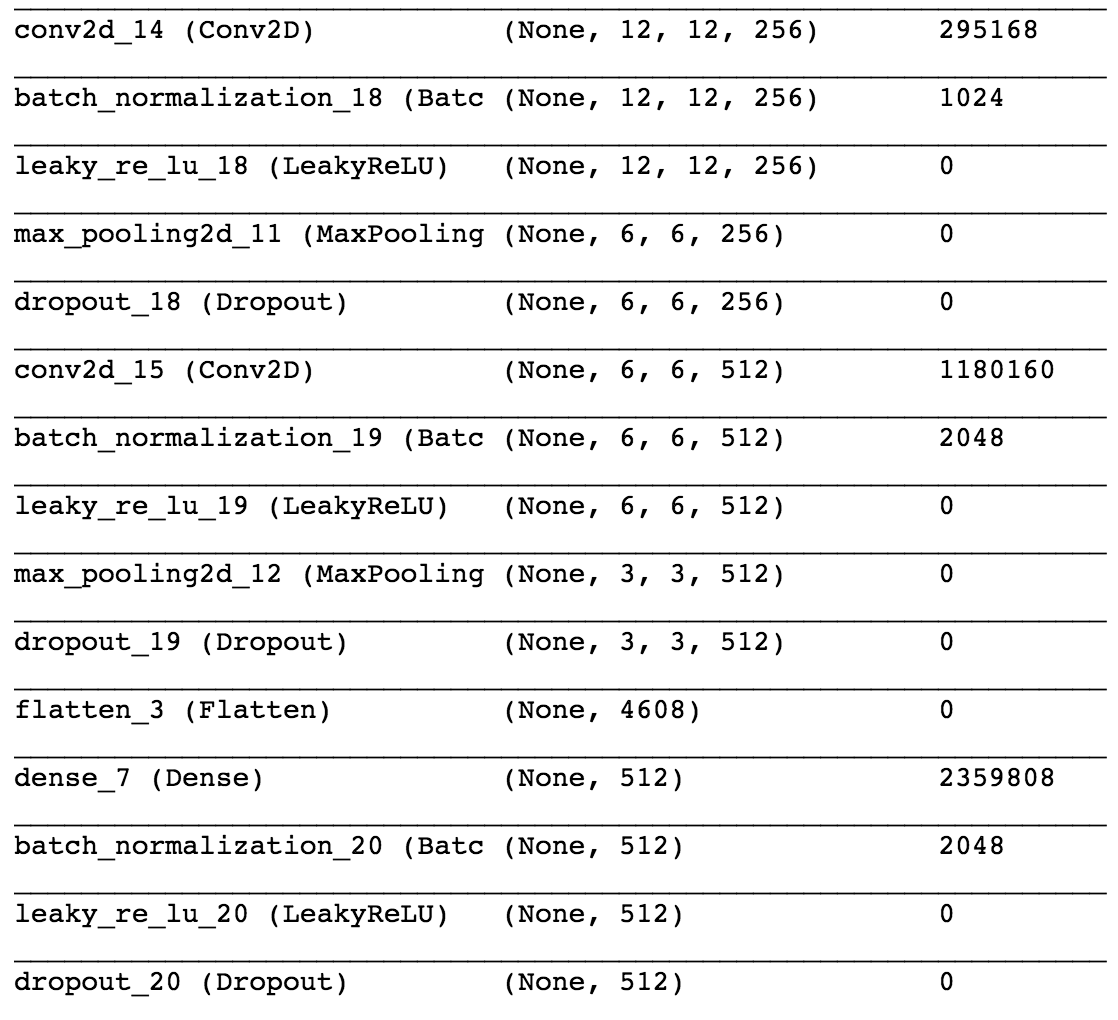 conv2d_14 (Conv2D) (None, 12, 12, 256) 295168
batch_normalization_18 (Batc (None, 12, 12, 256) 1024
leaky_re_lu_18 (LeakyReLU) (None, 12, 12, 256) 0
max_pooling2d_11 (MaxPooling (None, 6, 6, 256) 0
dropout_18 (Dropout) (None, 6, 6, 256) 0
conv2d_15 (Conv2D) (None, 6, 6, 512) 1180160
batch_normalization_19 (Batc (None, 6, 6, 512) 2048
leaky_re_lu_19 (LeakyReLU) (None, 6, 6, 512) 0
max_pooling2d_12 (MaxPooling (None, 3, 3, 512) 0
dropout_19 (Dropout) (None, 3, 3, 512) 0
flatten_3 (Flatten) (None, 4608) 0
dense_7 (Dense) (None, 512) 2359808
batch_normalization_20 (Batc (None, 512) 2048
leaky_re_lu_20 (LeakyReLU) (None, 512) 0
dropout_20 (Dropout) (None, 512) 0